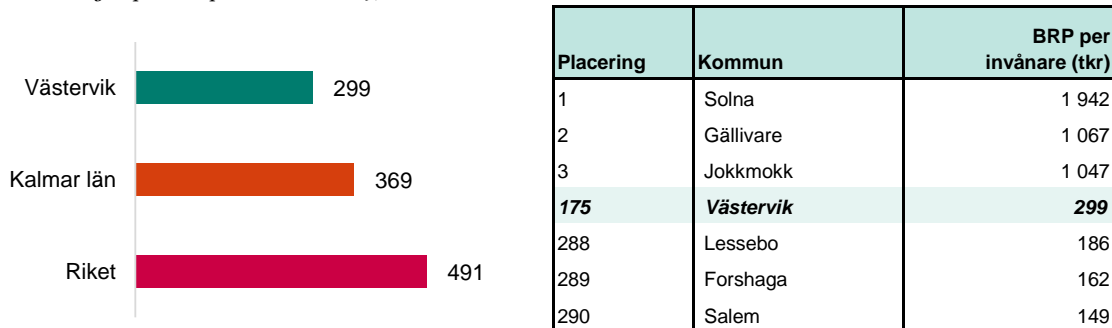 Västervik 299
Kalmar län 369
Riket 491
Placering Kommun BRP per invånare (tkr)
1 Solna 1 942
2 Gällivare 1 067
3 Jokkmokk 1 047
175 Västervik 299
288 Lessebo 186
289 Forshaga 162
290 Salem 149